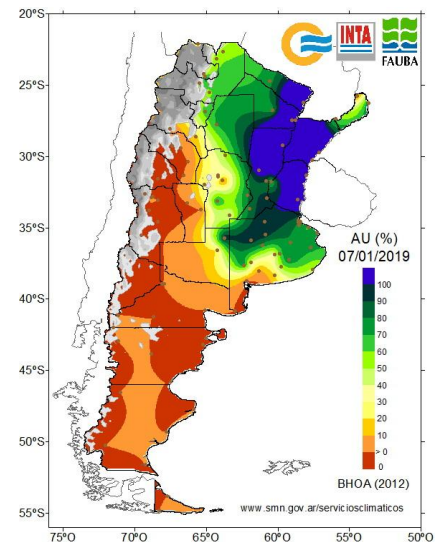 20°S
25°S
30°S
35°S
40°S
45°S
50°S
55°S
INTA
FAUBA
AU (%)
07/01/2019
100
90
80
70
60
50
40
30
20
10
> 0
0
BHOA (2012)
www.smn.gov.ar/serviciosclimaticos
75°O
70°O
65°O
60°O
55°O
50°O